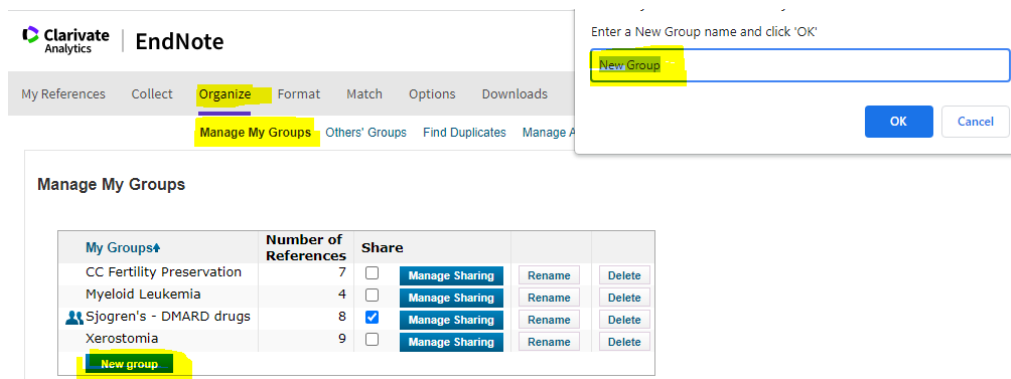 Clarivate
Analytics
EndNote
Enter a New Group name and click 'OK'
New Group
OK Cancel
My References Collect Organize Format Match Options Downloads
Manage My Groups Others' Groups Find Duplicates
Manage My Groups
My Groups Number of References Share
CC Fertility Preservation 7 Manage Sharing Rename Delete
Myeloid Leukemia 4 Manage Sharing Rename Delete
Sjogren's - DMARD drugs 8 Manage Sharing Rename Delete
Xerostomia 9 Manage Sharing Rename Delete
New group